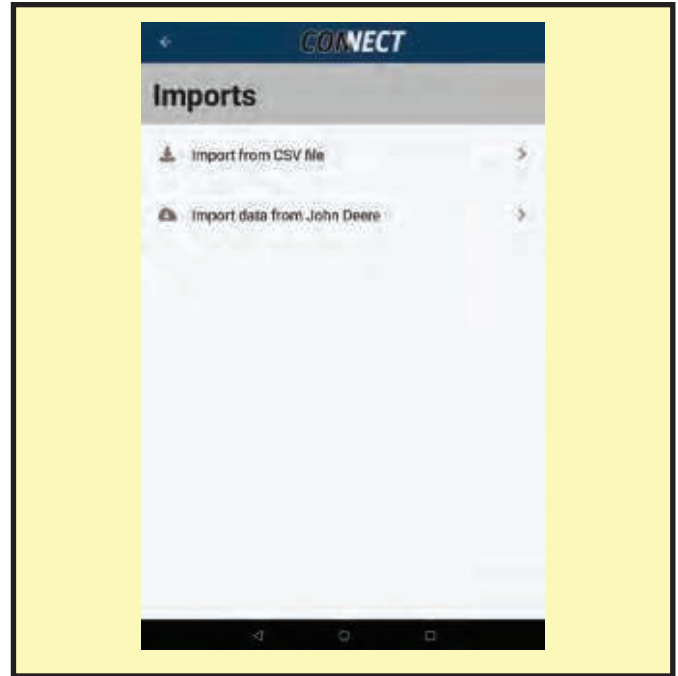 CONNECT
Imports
Import from CSV file
Import data from John Deere